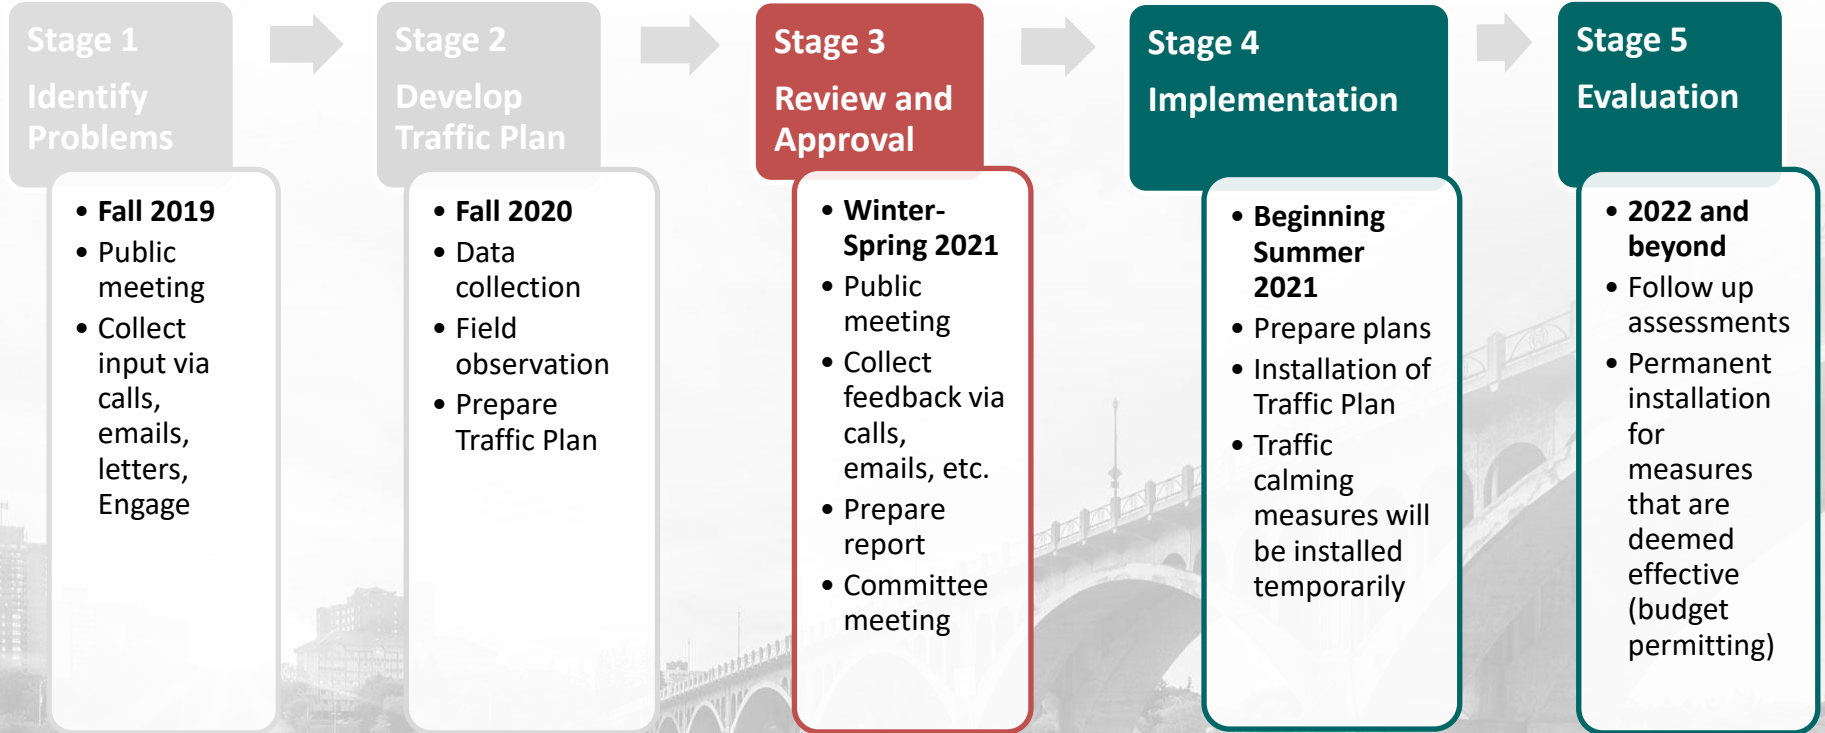 Stage 1
Identify
Problems
• Fall 2019
• Public
meeting
• Collect
input via
calls,
emails,
letters,
Engage
Stage 2
Develop
Traffic Plan
• Fall 2020
• Data
collection
• Field
observation
• Prepare
Traffic Plan
Stage 3
Review and
Approval
• Winter-
Spring 2021
• Public
meeting
• Collect
feedback via
calls,
emails, etc.
• Prepare
report
• Committee
meeting
Stage 4
Implementation
• Beginning
Summer
2021
• Prepare plans
• Installation of
Traffic Plan
• Traffic
calming
measures will
be installed
temporarily
Stage 5
Evaluation
• 2022 and
beyond
• Follow up
assessments
• Permanent
installation
for
measures
that are
deemed
effective
(budget
permitting)